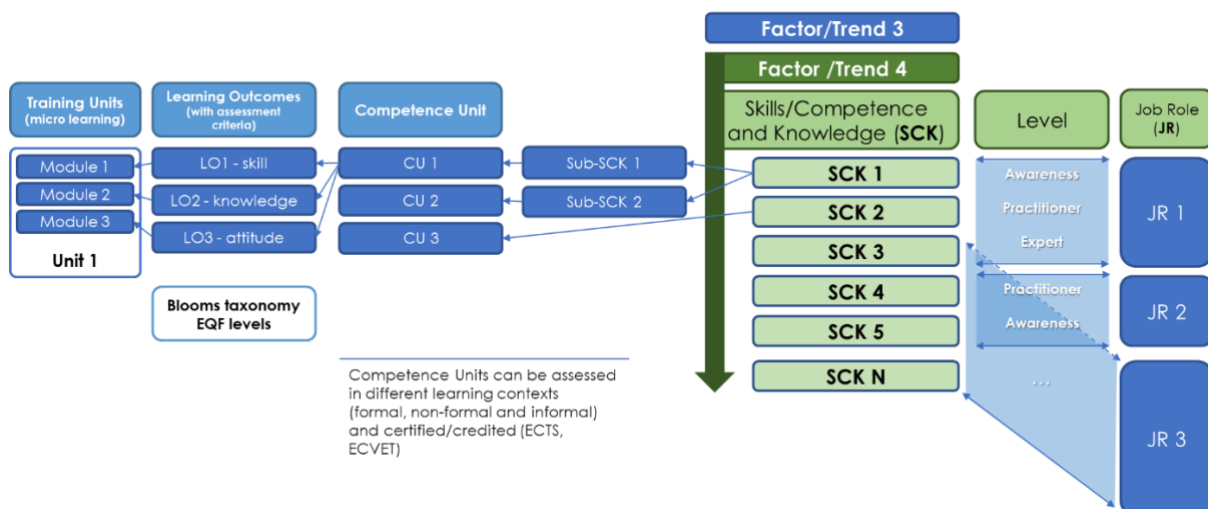 Factor/Trend 3
Factor /Trend 4
Training Units
(micro learning)
Learning Outcomes
(with assessment
criteria)
Competence Unit
Skills/Competence
and Knowledge (SCK)
Level
Job Role
(JR)
Module 1
LO1 - skill
CU 1
Sub-SCK 1
SCK 1
Awareness
Module 2
LO2 - knowledge
CU 2
Sub-SCK 2
SCK 2
Practitioner
JR 1
Module 3
LO3 - attitude
CU 3
SCK 3
Expert
Unit 1
SCK 4
Practitioner
JR 2
Blooms taxonomy
EQF levels
SCK 5
Awareness
SCK N
...
JR 3
Competence Units can be assessed
in different learning contexts
(formal, non-formal and informal)
and certified/credited (ECTS,
ECVET)